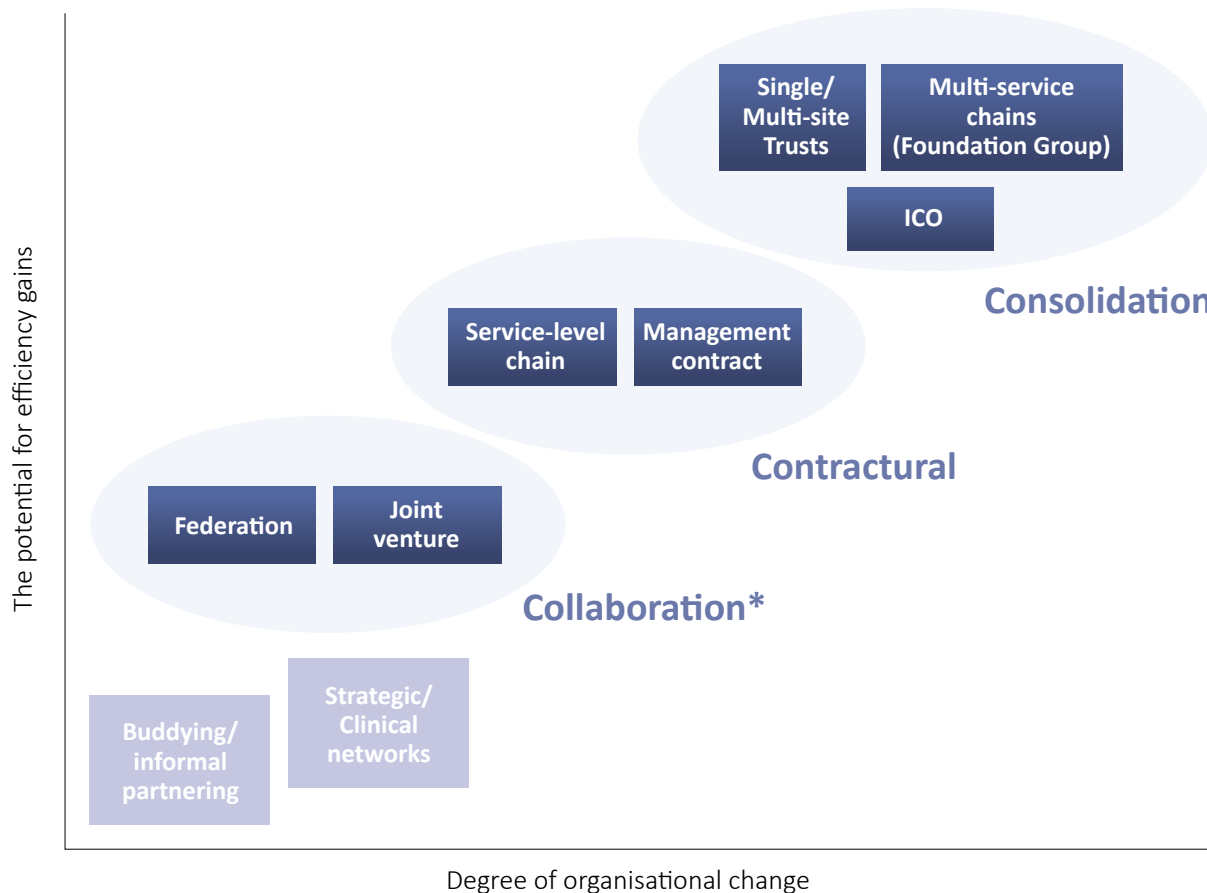 The potential for efficiency gains
Single/
Multi-site
Trusts
Multi-service
chains
(Foundation Group)
ICO
Consolidation
Service-level
chain
Management
contract
Contractural
Federation
Joint
venture
Collaboration*
Strategic/
Clinical
networks
Buddying/
informal
partnering
Degree of organisational change